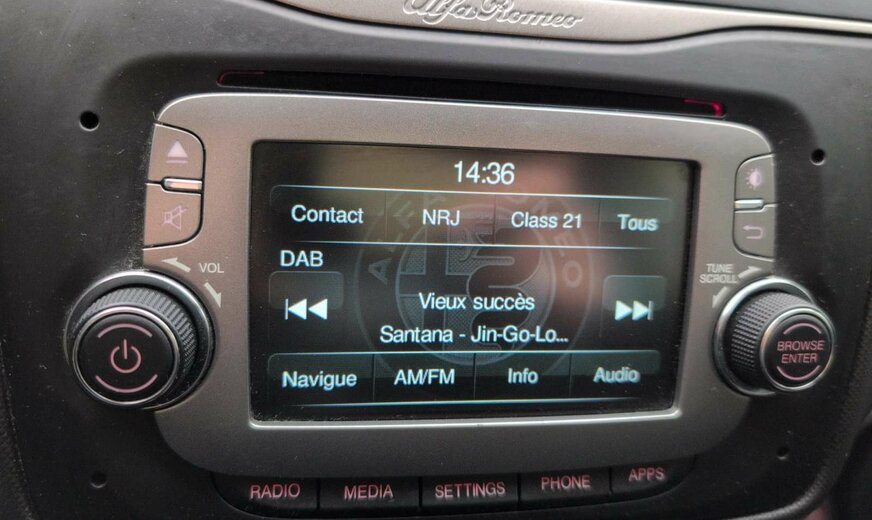 Alfa Romeo
14:36
Contact NRJ Class 21 Tous
DAB
Vieux succès
Santana - Jin-Go-Lo...
Navigue AM/FM Info Audio
VOL
TUNE
SCROLL
BROWSE
ENTER
RADIO MEDIA SETTINGS PHONE APPS